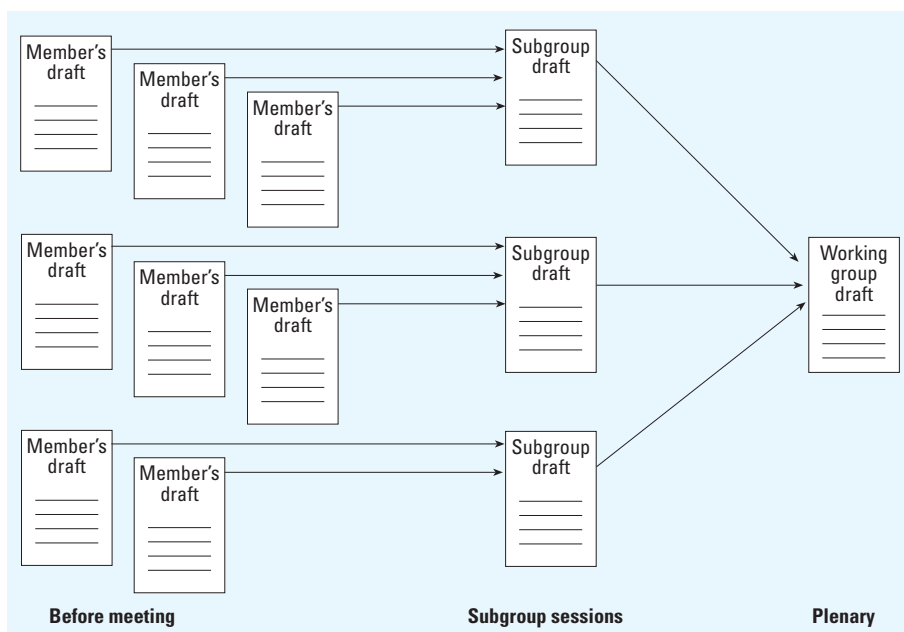 Member's
draft
Member's
draft
Member's
draft
Subgroup
draft
Member's
draft
Member's
draft
Member's
draft
Subgroup
draft
Working
group
draft
Member's
draft
Member's
draft
Subgroup
draft
Before meeting
Subgroup sessions
Plenary